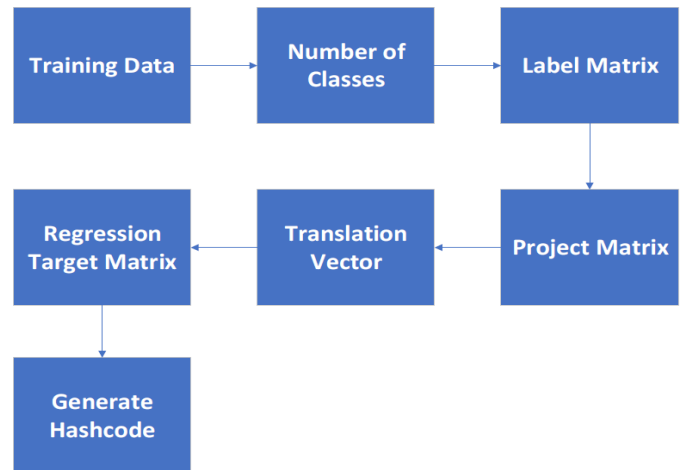 Training Data
Number of
Classes
Label Matrix
Regression
Target Matrix
Translation
Vector
Project Matrix
Generate
Hashcode